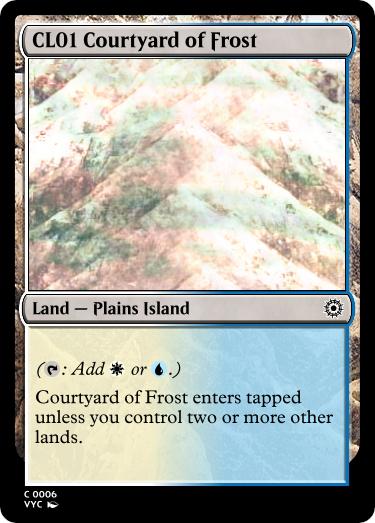 CL01 Courtyard of Frost
Land — Plains Island
(: Add or .)
Courtyard of Frost enters tapped
unless you control two or more other
lands.
C 0006
VYC